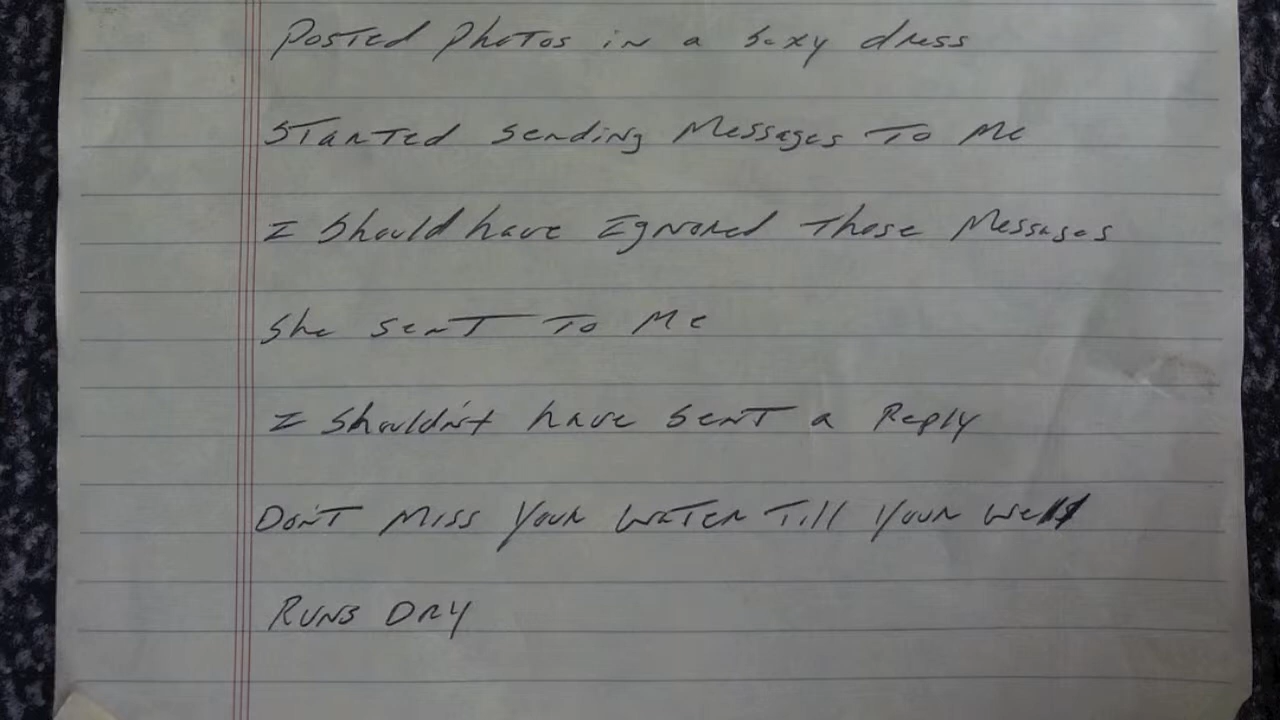 Posted Photos in a sexy dress
Started sending Messages To Me
I should have Ignored those Messages
She sent To Me
I shouldn't have sent a Reply
Don't Miss Your Water Till Your Well
Runs Dry